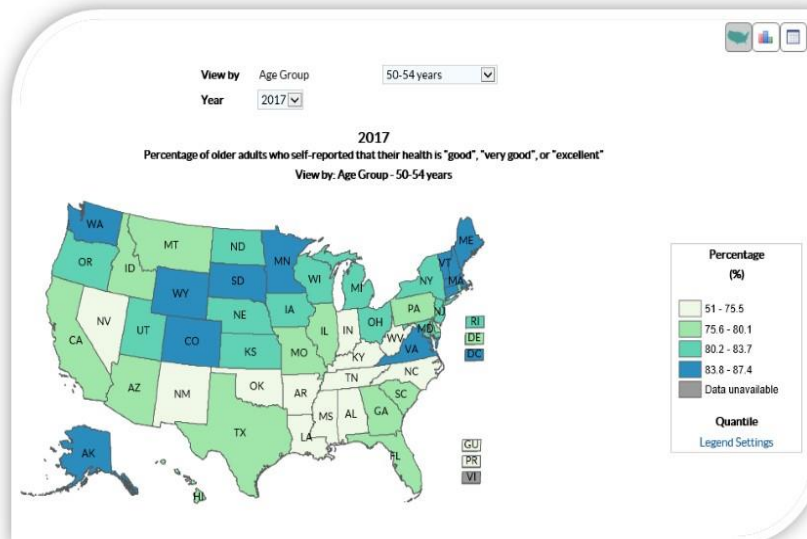 View by Age Group 50-54 years
Year 2017
2017
Percentage of older adults who self-reported that their health is "good", "very good", or "excellent"
View by: Age Group - 50-54 years
WA
MT
ND
MN
ME
VT
OR
ID
SD
WI
MI
NY
MA
WY
IA
PA
NJ
RI
NE
OH
MD
DE
NV
UT
IL
IN
WV
VA
DC
CO
KS
MO
KY
CA
NC
TN
OK
AR
SC
AZ
NM
MS
AL
GA
TX
LA
FL
AK
HI
GU
PR
VI
Percentage
(%)
51 - 75.5
75.6 - 80.1
80.2 - 83.7
83.8 - 87.4
Data unavailable
Quantile
Legend Settings